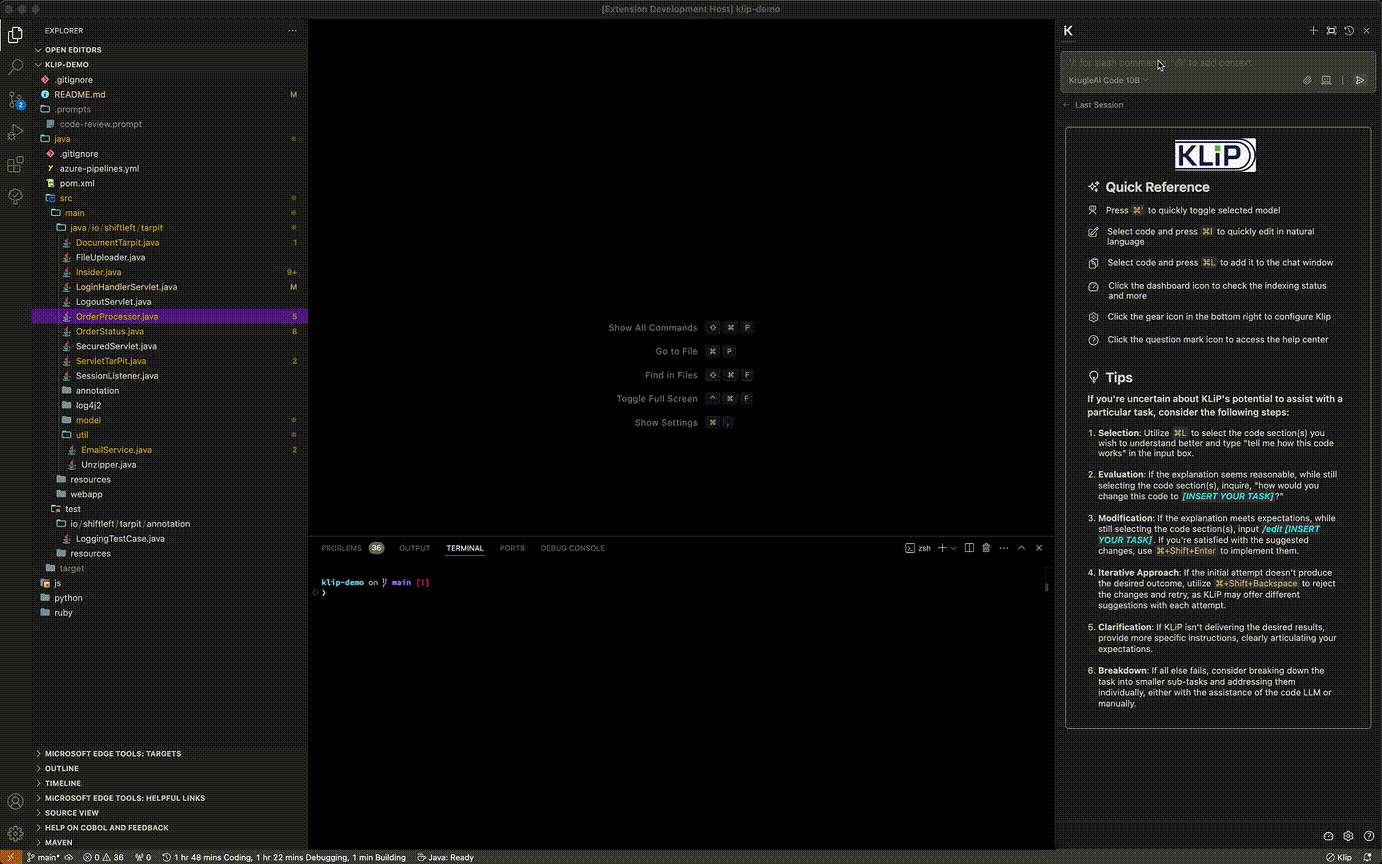 [Extension Development Host] klip-demo
EXPLORER
OPEN EDITORS
KLIP-DEMO
.gitignore
README.md M
.prompts
code-review.prompt
java
.gitignore
azure-pipelines.yml
pom.xml
src
main
java/io/shiftleft/tarpit
DocumentTarpit.java 1
FileUploader.java
Insider.java 9+
LoginHandlerServlet.java M
LogoutServlet.java
OrderProcessor.java 5
OrderStatus.java 8
SecuredServlet.java
ServletTarPit.java 2
SessionListener.java
annotation
log4j2
model
util
EmailService.java 2
Unzipper.java
resources
webapp
test
io/shiftleft/tarpit/annotation
LoggingTestCase.java
resources
target
js
python
ruby
MICROSOFT EDGE TOOLS: TARGETS
OUTLINE
TIMELINE
MICROSOFT EDGE TOOLS: HELPFUL LINKS
SOURCE VIEW
HELP ON COBOL AND FEEDBACK
MAVEN
2
Show All Commands ⇧ ⌘ P
Go to File ⌘ P
Find in Files ⇧ ⌘ F
Toggle Full Screen ^ ⌘ F
Show Settings ⌘ ,
PROBLEMS 36 OUTPUT TERMINAL PORTS DEBUG CONSOLE zsh
klip-demo on main [!]
❯
K
'/' for slash commands, '@' to add context
KrugleAI Code 10B
Last Session
KLiP
Quick Reference
Press ⌘' to quickly toggle selected model
Select code and press ⌘I to quickly edit in natural
language
Select code and press ⌘L to add it to the chat window
Click the dashboard icon to check the indexing status
and more
Click the gear icon in the bottom right to configure Klip
Click the question mark icon to access the help center
Tips
If you're uncertain about KLiP's potential to assist with a
particular task, consider the following steps:
1. Selection: Utilize ⌘L to select the code section(s) you
wish to understand better and type "tell me how this code
works" in the input box.
2. Evaluation: If the explanation seems reasonable, while still
selecting the code section(s), inquire, "how would you
change this code to [INSERT YOUR TASK]?"
3. Modification: If the explanation meets expectations, while
still selecting the code section(s), input /edit [INSERT
YOUR TASK]. If you're satisfied with the suggested
changes, use ⌘+Shift+Enter to implement them.
4. Iterative Approach: If the initial attempt doesn't produce
the desired outcome, utilize ⌘+Shift+Backspace to reject
the changes and retry, as KLiP may offer different
suggestions with each attempt.
5. Clarification: If KLiP isn't delivering the desired results,
provide more specific instructions, clearly articulating your
expectations.
6. Breakdown: If all else fails, consider breaking down the
task into smaller sub-tasks and addressing them
individually, either with the assistance of the code LLM or
manually.
main* 0 36 0 1 hr 48 mins Coding, 1 hr 22 mins Debugging, 1 min Building Java: Ready Klip